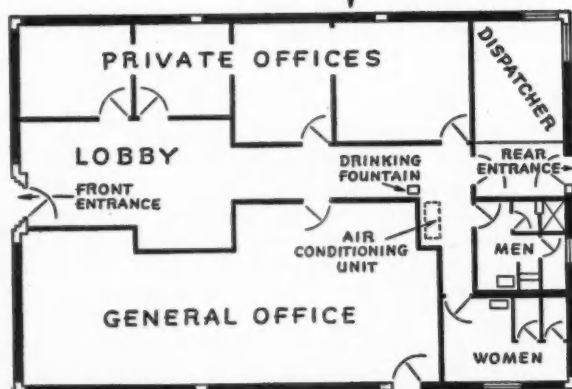 PRIVATE OFFICES
DISPATCHER
LOBBY
DRINKING
FOUNTAIN
REAR
ENTRANCE
FRONT
ENTRANCE
AIR
CONDITIONING
UNIT
MEN
GENERAL OFFICE
WOMEN